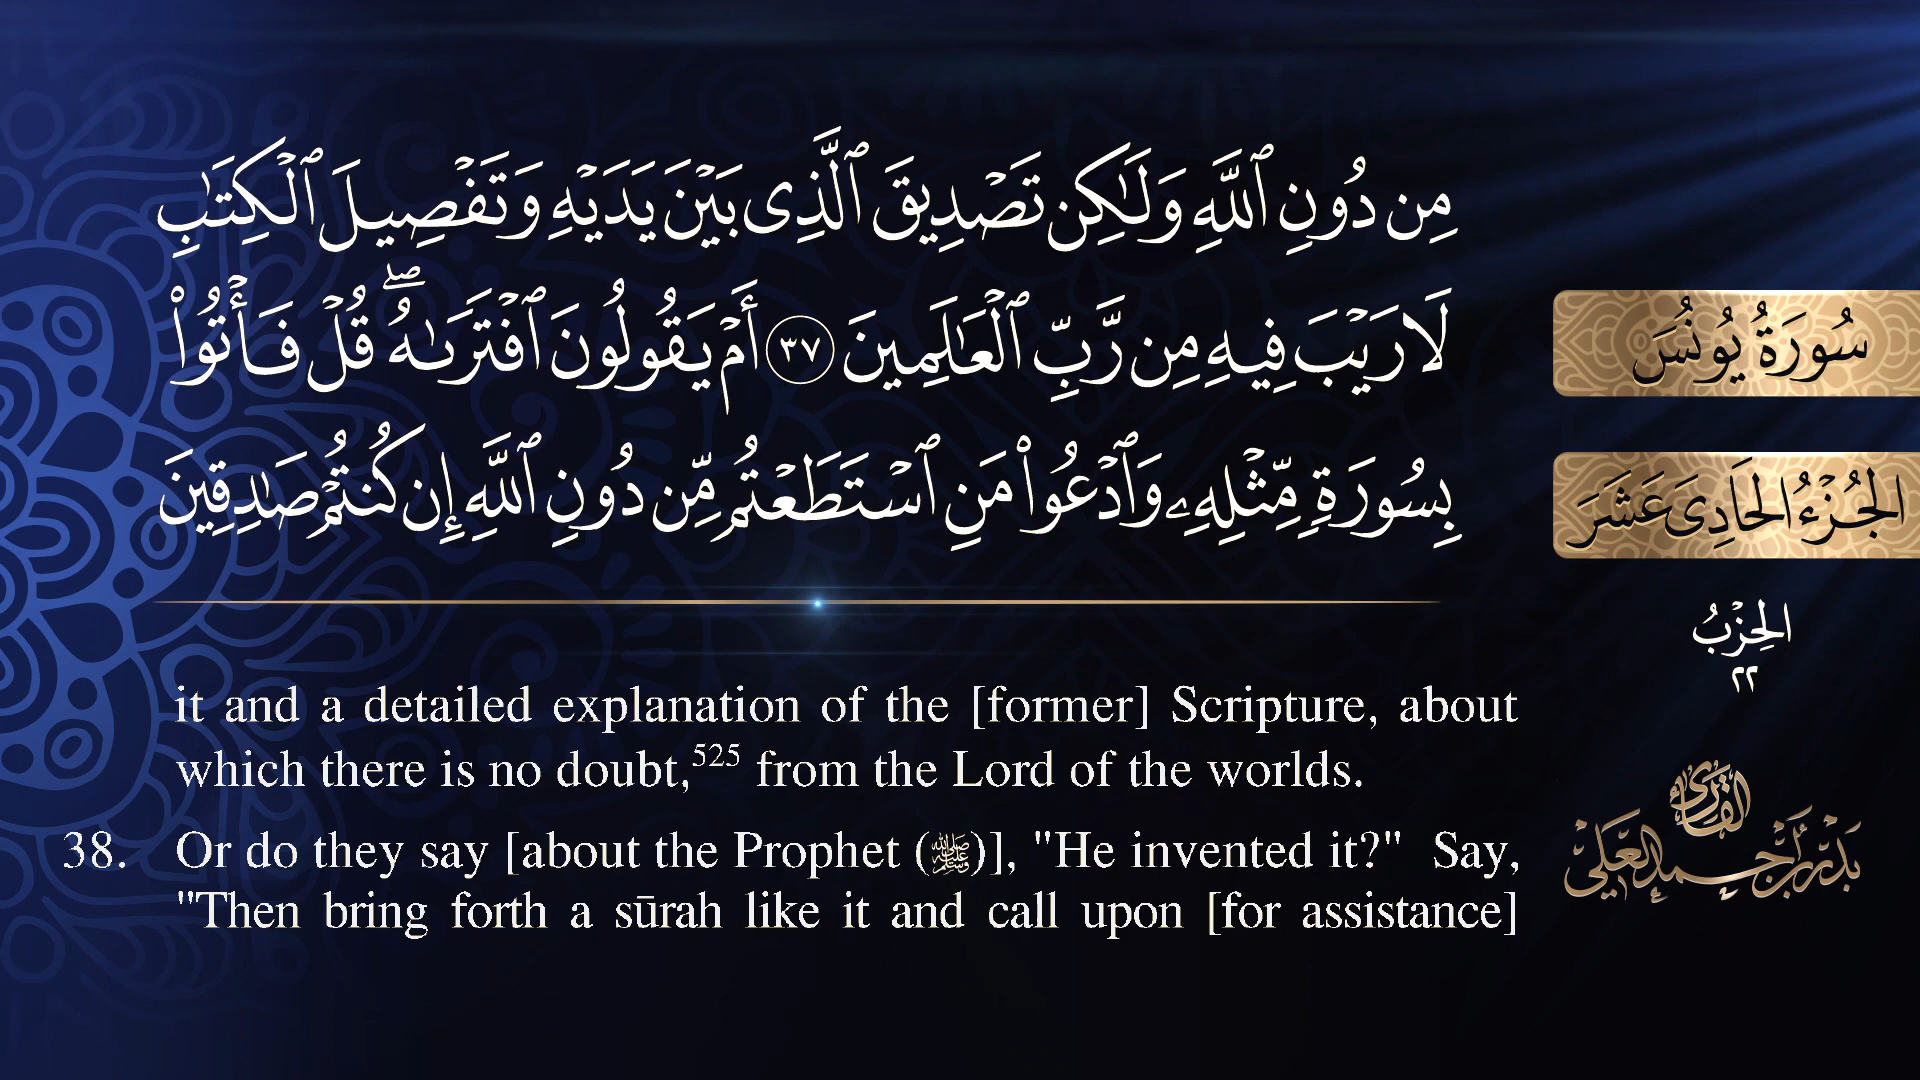 مِن دُونِ ٱللَّهِ وَلَـٰكِن تَصْدِيقَ ٱلَّذِى بَيْنَ يَدَيْهِ وَتَفْصِيلَ ٱلْكِتَـٰبِ
لَا رَيْبَ فِيهِ مِن رَّبِّ ٱلْعَـٰلَمِينَ ٣٧ أَمْ يَقُولُونَ ٱفْتَرَىٰهُ ۖ قُلْ فَأْتُوا۟
بِسُورَةٍ مِّثْلِهِۦ وَٱدْعُوا۟ مَنِ ٱسْتَطَعْتُم مِّن دُونِ ٱللَّهِ إِن كُنتُمْ صَـٰدِقِينَ
سُورَةُ يُونُسَ
الجُزْءُ الحَادِىَ عَشَرَ
الحِزْبُ
٢٢
it and a detailed explanation of the [former] Scripture, about
which there is no doubt,525 from the Lord of the worlds.
38. Or do they say [about the Prophet (ﷺ)], "He invented it?" Say,
"Then bring forth a sūrah like it and call upon [for assistance]
القارئ
بدر أحمد العلي